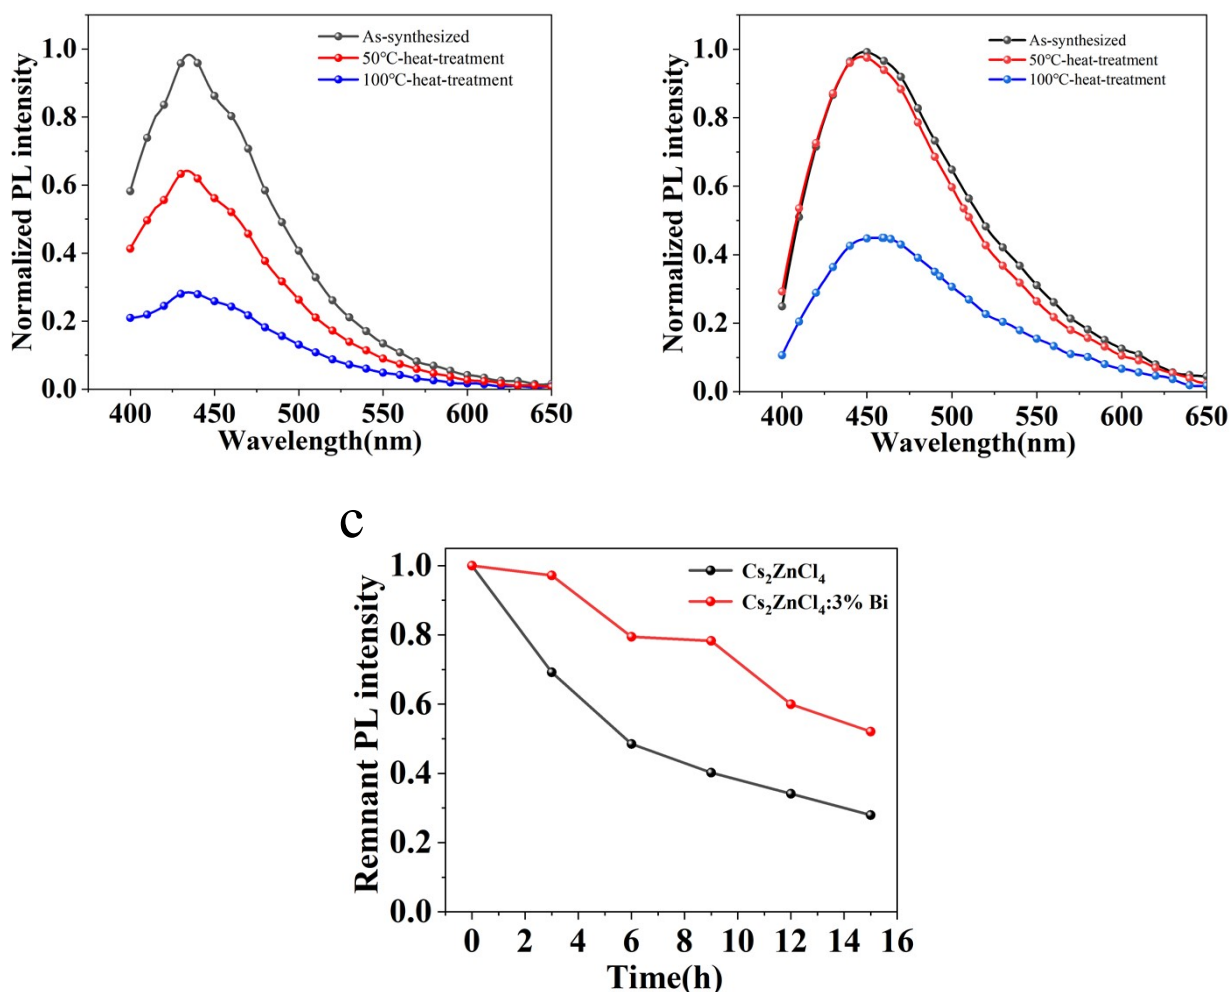 Normalized PL intensity
1.0
0.8
0.6
0.4
0.2
0.0
As-synthesized
50℃-heat-treatment
100℃-heat-treatment
400 450 500 550 600 650
Wavelength(nm)
Normalized PL intensity
1.0
0.8
0.6
0.4
0.2
0.0
As-synthesized
50℃-heat-treatment
100℃-heat-treatment
400 450 500 550 600 650
Wavelength(nm)
c
Remnant PL intensity
1.0
0.8
0.6
0.4
0.2
0.0
Cs₂ZnCl₄
Cs₂ZnCl₄:3% Bi
0 2 4 6 8 10 12 14 16
Time(h)